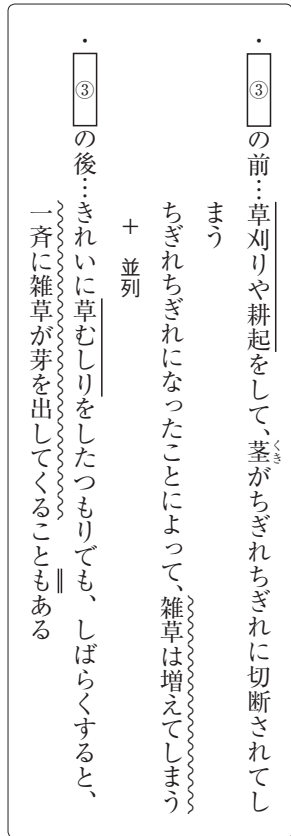 ・③の前…草刈りや耕起をして、茎がちぎれちぎれに切断されてし
くき
まう
ちぎれちぎれになったことによって、雑草は増えてしまう
＋ 並列
・③の後…きれいに草むしりをしたつもりでも、しばらくすると、
一斉に雑草が芽を出してくることもある